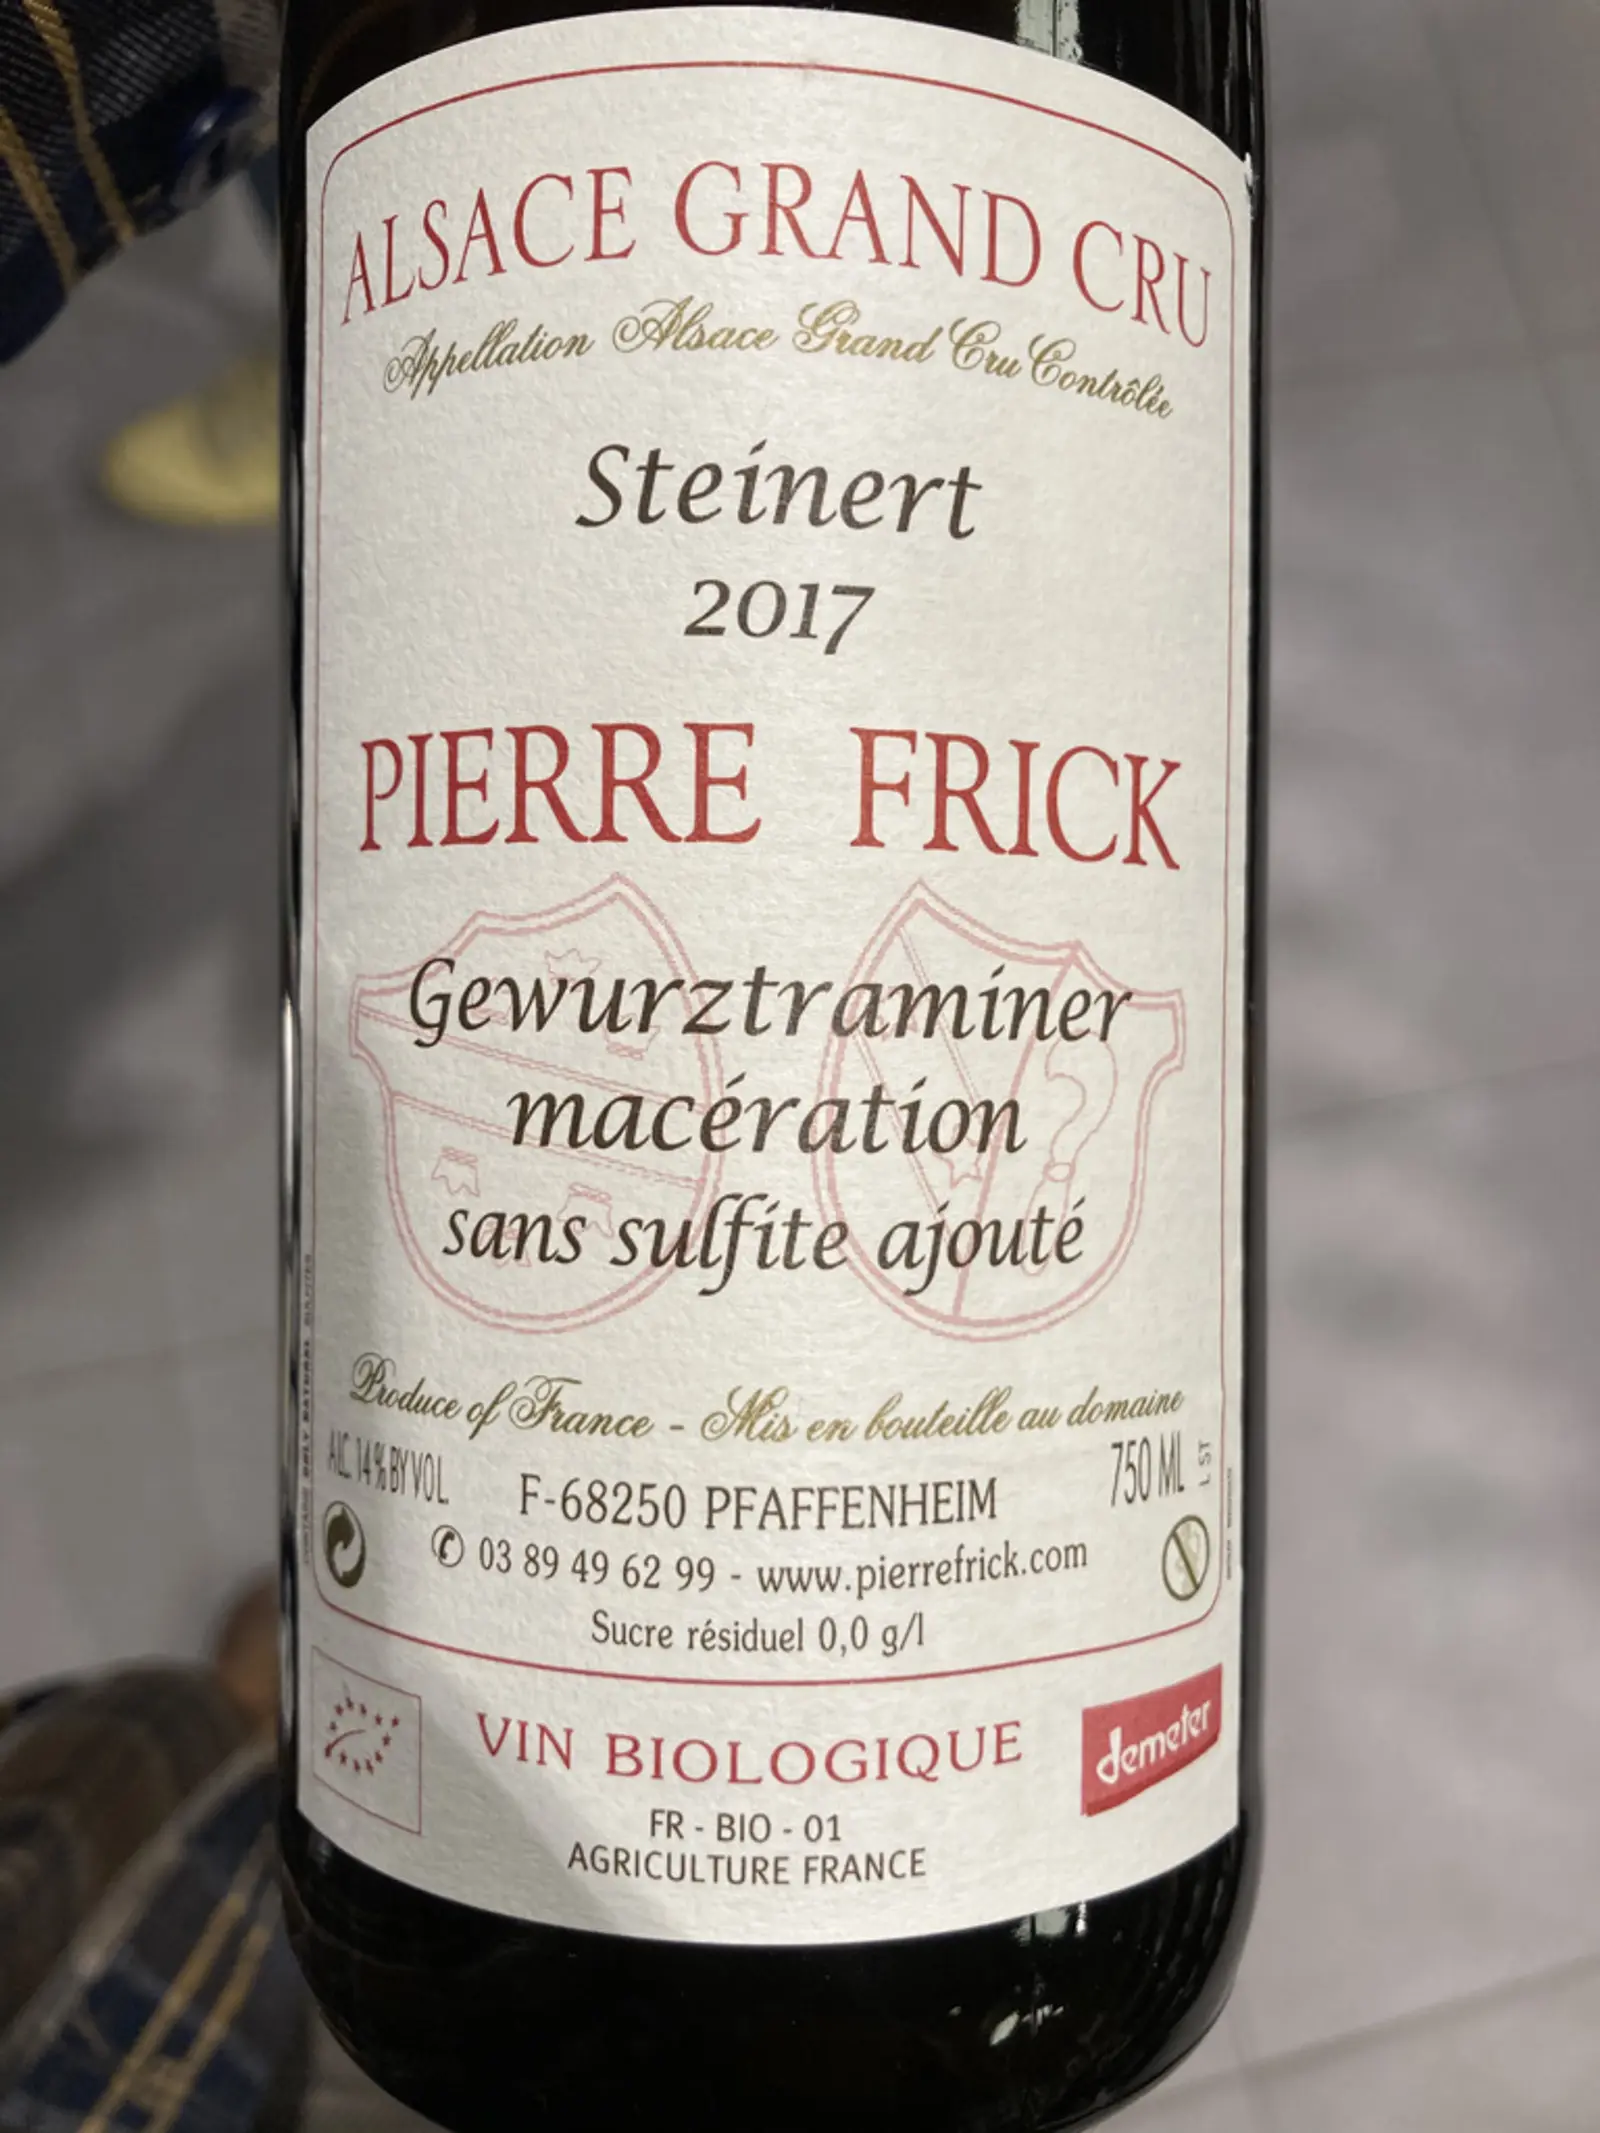 ALSACE GRAND CRU
Appellation Alsace Grand Cru Contrôlée
Steinert
2017
PIERRE FRICK
Gewurztraminer
macération
sans sulfite ajouté
Produce of France - Mis en bouteille au domaine
ALC. 14 % BY VOL.
750 ML
L ST
F-68250 PFAFFENHEIM
03 89 49 62 99 - www.pierrefrick.com
Sucre résiduel 0,0 g/l
VIN BIOLOGIQUE
demeter
FR - BIO - 01
AGRICULTURE FRANCE